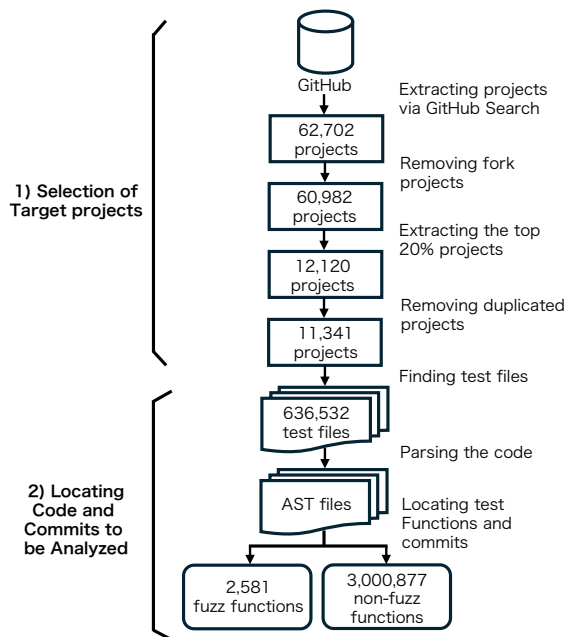 GitHub
Extracting projects
via GitHub Search
62,702
projects
Removing fork
projects
1) Selection of
Target projects
60,982
projects
Extracting the top
20% projects
12,120
projects
Removing duplicated
projects
11,341
projects
Finding test files
636,532
test files
Parsing the code
2) Locating
Code and
Commits to
be Analyzed
AST files
Locating test
Functions and
commits
2,581
fuzz functions
3,000,877
non-fuzz
functions